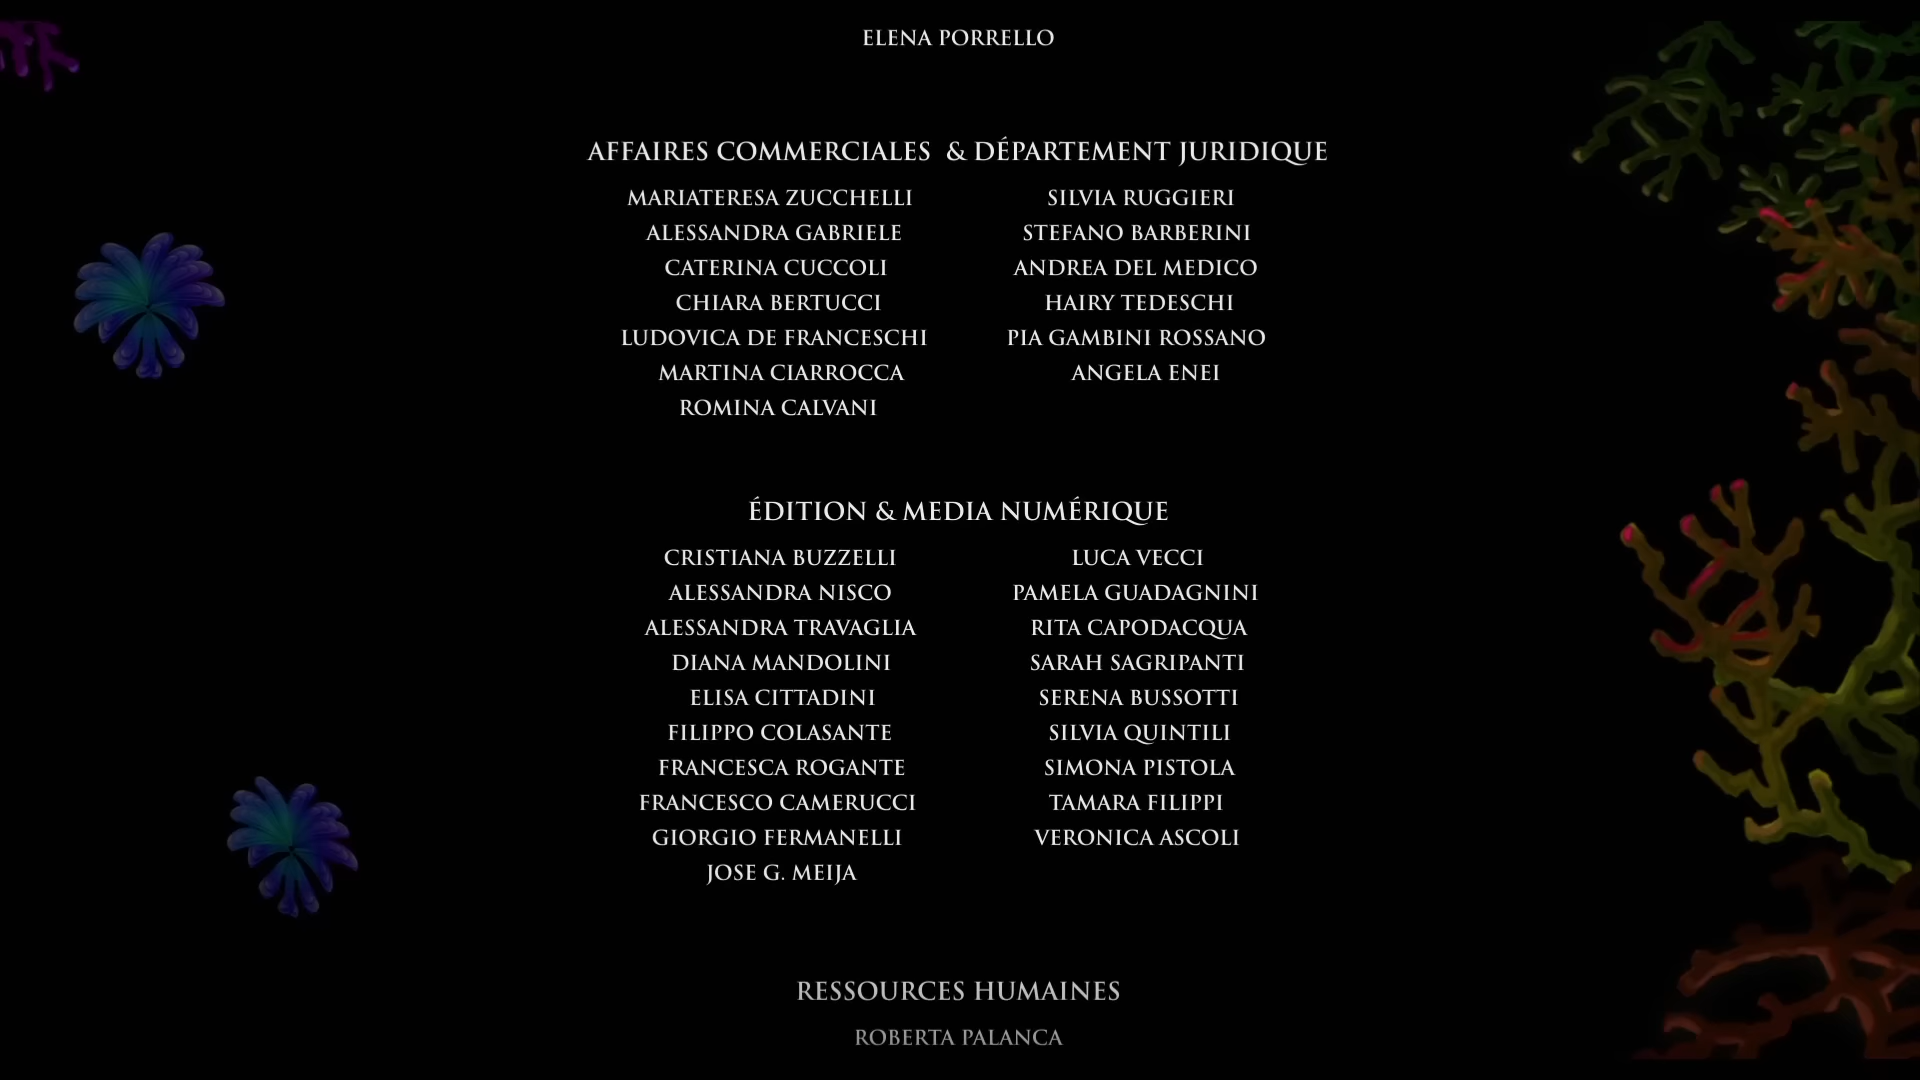 ELENA PORRELLO
AFFAIRES COMMERCIALES & DÉPARTEMENT JURIDIQUE
MARIATERESA ZUCCHELLI
ALESSANDRA GABRIELE
CATERINA CUCCOLI
CHIARA BERTUCCI
LUDOVICA DE FRANCESCHI
MARTINA CIARROCCA
ROMINA CALVANI
SILVIA RUGGIERI
STEFANO BARBERINI
ANDREA DEL MEDICO
HAIRY TEDESCHI
PIA GAMBINI ROSSANO
ANGELA ENEI
ÉDITION & MEDIA NUMÉRIQUE
CRISTIANA BUZZELLI
ALESSANDRA NISCO
ALESSANDRA TRAVAGLIA
DIANA MANDOLINI
ELISA CITTADINI
FILIPPO COLASANTE
FRANCESCA ROGANTE
FRANCESCO CAMERUCCI
GIORGIO FERMANELLI
JOSE G. MEIJA
LUCA VECCI
PAMELA GUADAGNINI
RITA CAPODACQUA
SARAH SAGRIPANTI
SERENA BUSSOTTI
SILVIA QUINTILI
SIMONA PISTOLA
TAMARA FILIPPI
VERONICA ASCOLI
RESSOURCES HUMAINES
ROBERTA PALANCA